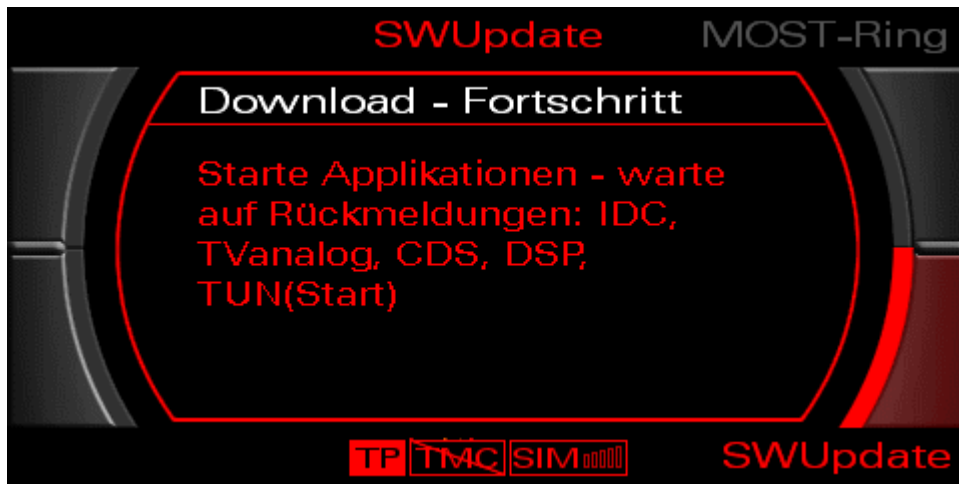 SWUpdate MOST-Ring
Download - Fortschritt
Starte Applikationen - warte
auf Rückmeldungen: IDC,
TVanalog, CDS, DSP,
TUN(Start)
TP TMC SIM SWUpdate